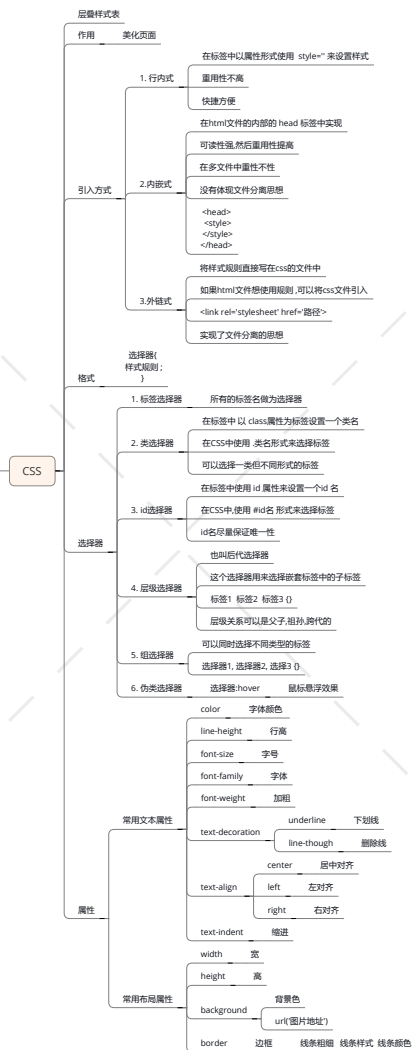 CSS
层叠样式表
作用 美化页面
引入方式
1. 行内式
在标签中以属性形式使用 style='' 来设置样式
重用性不高
快捷方便
2.内嵌式
在html文件的内部的 head 标签中实现
可读性强,然后重用性提高
在多文件中重性不性
没有体现文件分离思想
<head>
<style>
</style>
</head>
3.外链式
将样式规则直接写在css的文件中
如果html文件想使用规则 ,可以将css文件引入
<link rel='stylesheet' href='路径'>
实现了文件分离的思想
格式
选择器{
样式规则 ;
}
选择器
1. 标签选择器 所有的标签名做为选择器
2. 类选择器
在标签中 以 class属性为标签设置一个类名
在CSS中使用 .类名形式来选择标签
可以选择一类但不同形式的标签
3. id选择器
在标签中使用 id 属性来设置一个id 名
在CSS中,使用 #id名 形式来选择标签
id名尽量保证唯一性
4. 层级选择器
也叫后代选择器
这个选择器用来选择嵌套标签中的子标签
标签1 标签2 标签3 {}
层级关系可以是父子,祖孙,跨代的
5. 组选择器
可以同时选择不同类型的标签
选择器1, 选择器2, 选择3 {}
6. 伪类选择器 选择器:hover 鼠标悬浮效果
属性
常用文本属性
color 字体颜色
line-height 行高
font-size 字号
font-family 字体
font-weight 加粗
text-decoration
underline 下划线
line-though 删除线
text-align
center 居中对齐
left 左对齐
right 右对齐
text-indent 缩进
常用布局属性
width 宽
height 高
background
背景色
url('图片地址')
border 边框 线条粗细 线条样式 线条颜色